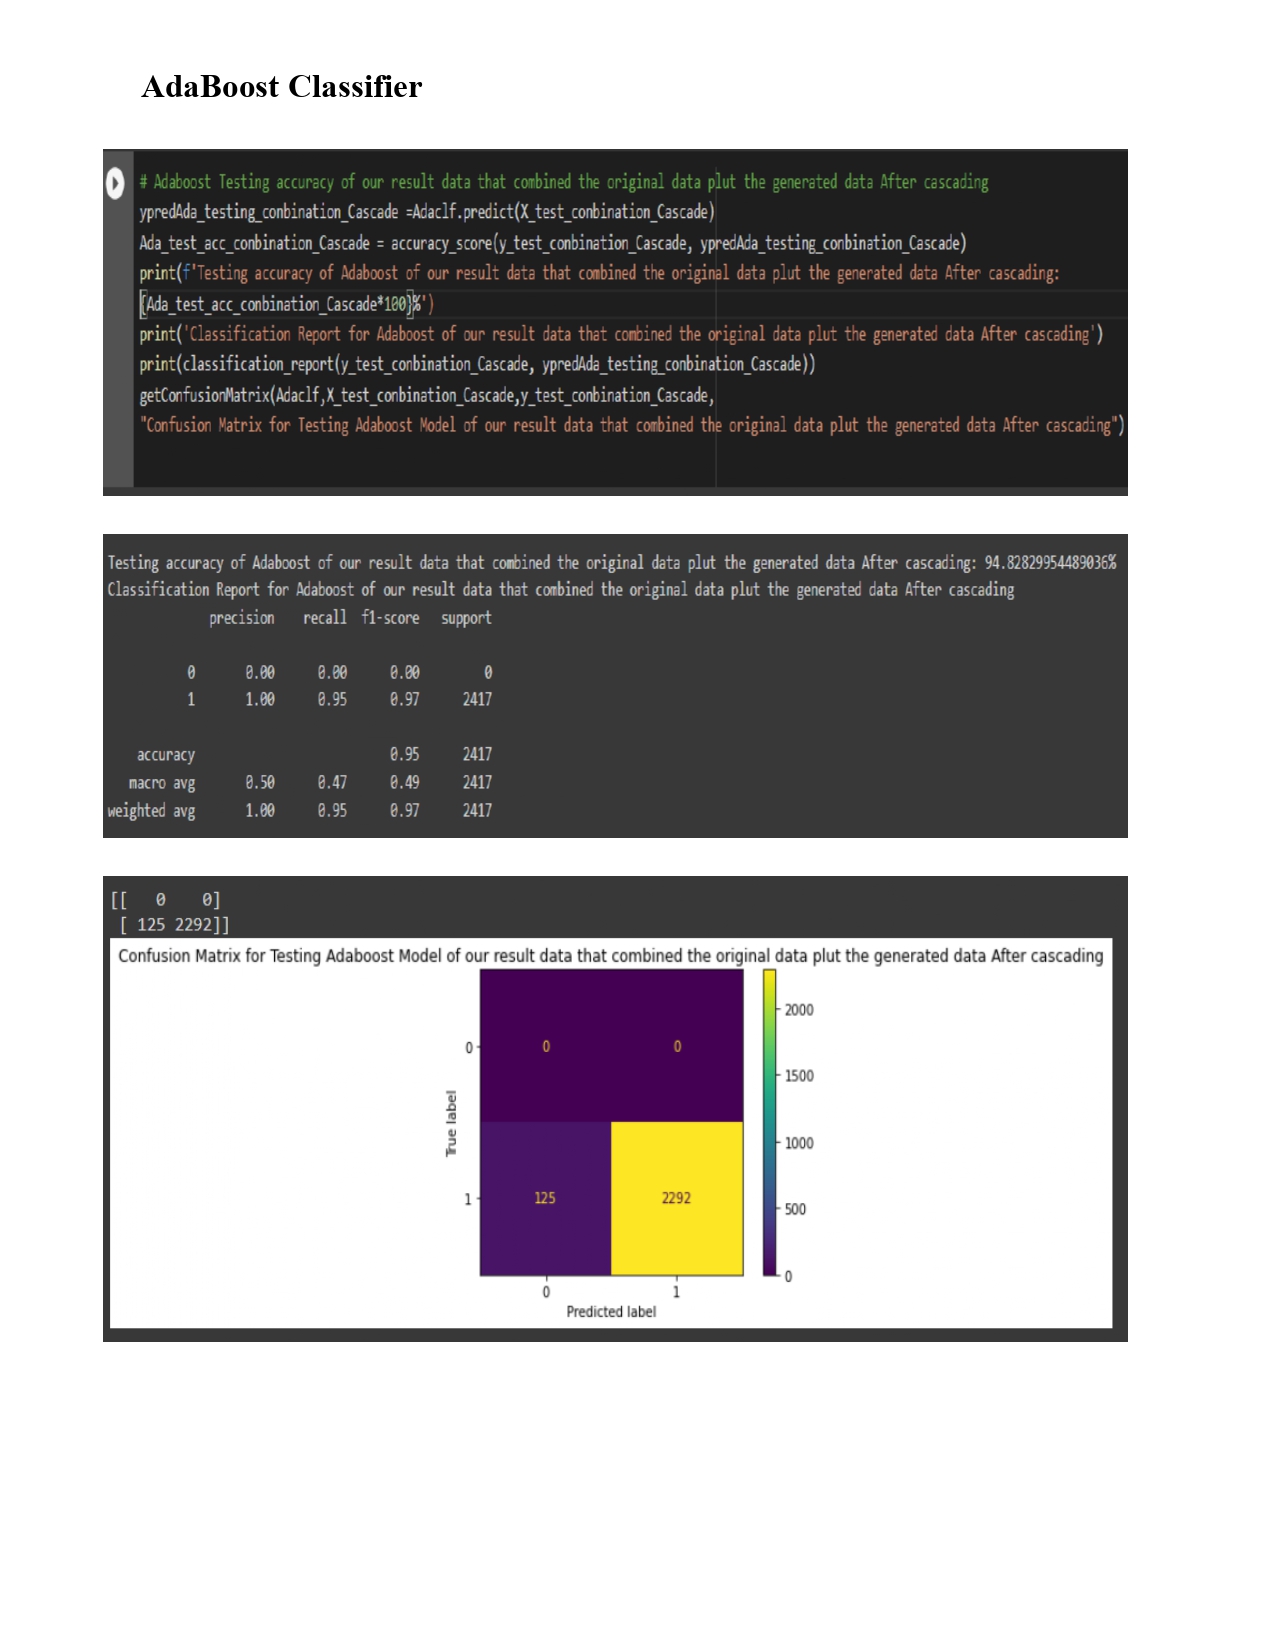 AdaBoost Classifier
# Adaboost Testing accuracy of our result data that combined the original data plut the generated data After cascading
ypredAda_testing_conbination_Cascade =Adaclf.predict(X_test_conbination_Cascade)
Ada_test_acc_conbination_Cascade = accuracy_score(y_test_conbination_Cascade, ypredAda_testing_conbination_Cascade)
print(f'Testing accuracy of Adaboost of our result data that combined the original data plut the generated data After cascading:
{Ada_test_acc_conbination_Cascade*100}%')
print('Classification Report for Adaboost of our result data that combined the original data plut the generated data After cascading')
print(classification_report(y_test_conbination_Cascade, ypredAda_testing_conbination_Cascade))
getConfusionMatrix(Adaclf,X_test_conbination_Cascade,y_test_conbination_Cascade,
"Confusion Matrix for Testing Adaboost Model of our result data that combined the original data plut the generated data After cascading")
Testing accuracy of Adaboost of our result data that combined the original data plut the generated data After cascading: 94.82829954489036%
Classification Report for Adaboost of our result data that combined the original data plut the generated data After cascading
precision recall f1-score support
0 0.00 0.00 0.00 0
1 1.00 0.95 0.97 2417
accuracy 0.95 2417
macro avg 0.50 0.47 0.49 2417
weighted avg 1.00 0.95 0.97 2417
[[ 0 0]
[ 125 2292]]
Confusion Matrix for Testing Adaboost Model of our result data that combined the original data plut the generated data After cascading
2000
0 0 0
1500
True label
1000
1 125 2292
500
0
0 1
Predicted label